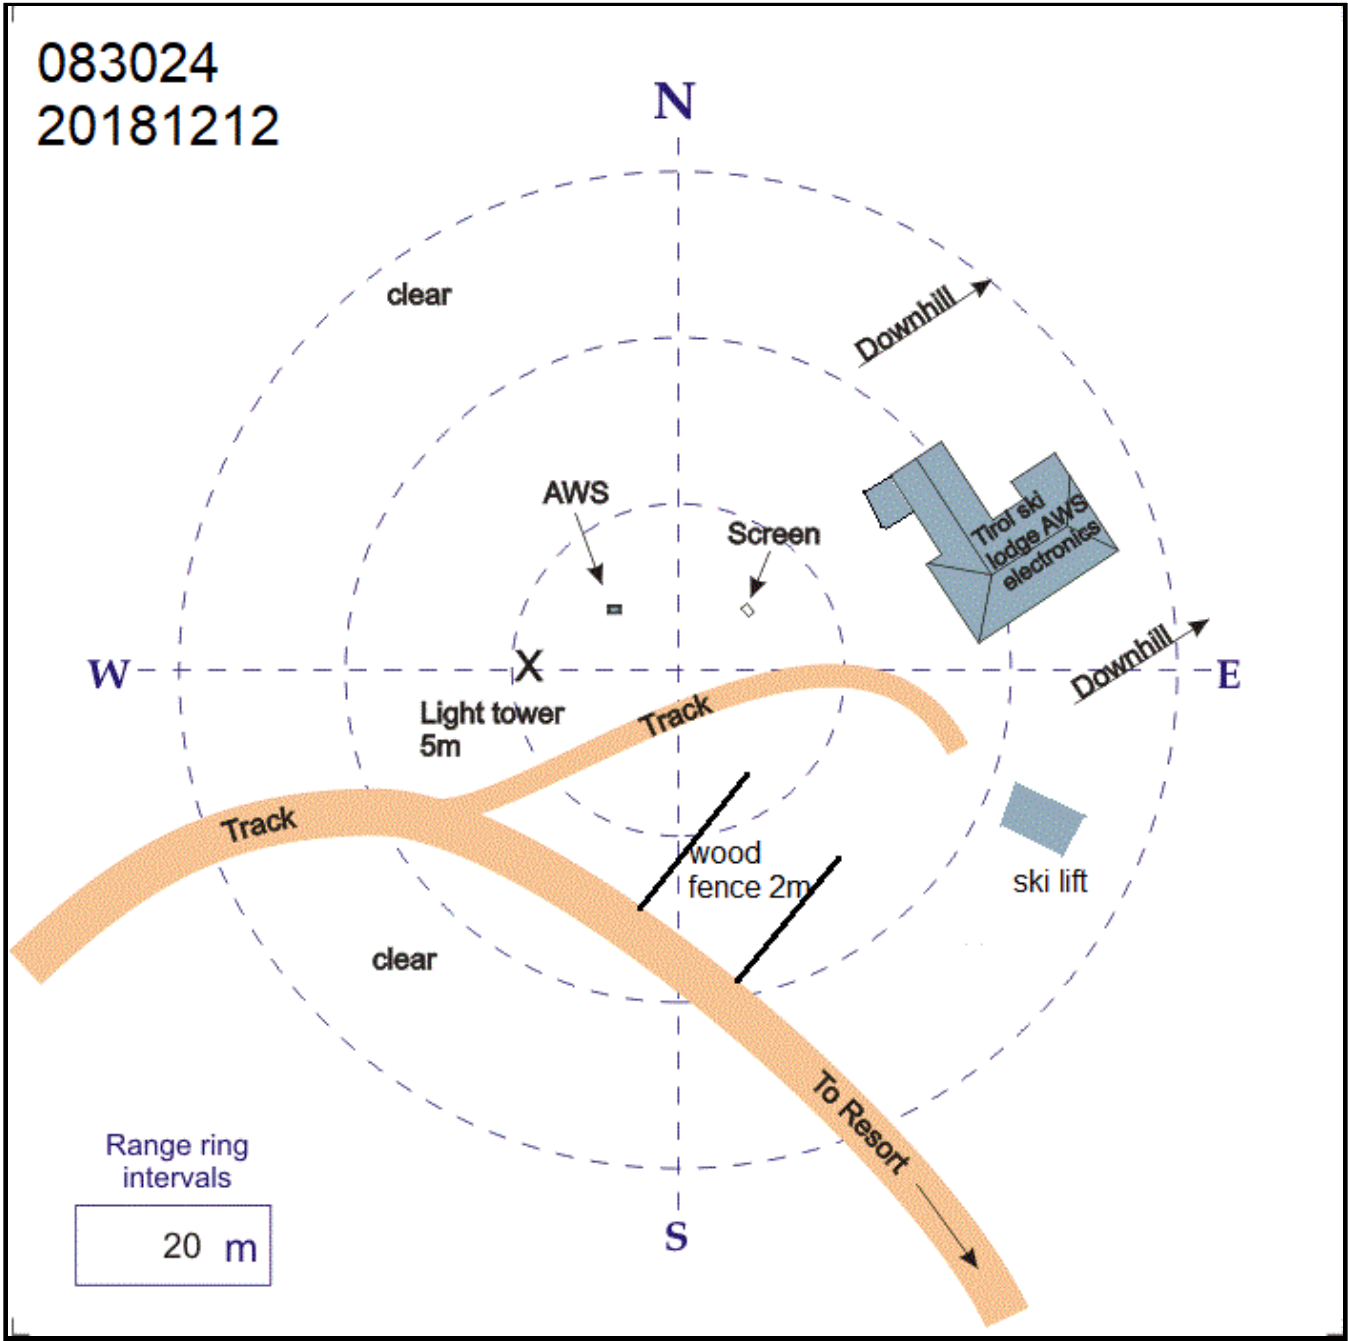 083024
20181212
N
clear
Downhill
AWS
Screen
Tirol ski
lodge AWS
electronics
W
X
E
Downhill
Light tower
5m
Track
Track
wood
fence 2m
ski lift
clear
To Resort
Range ring
intervals
20 m
S